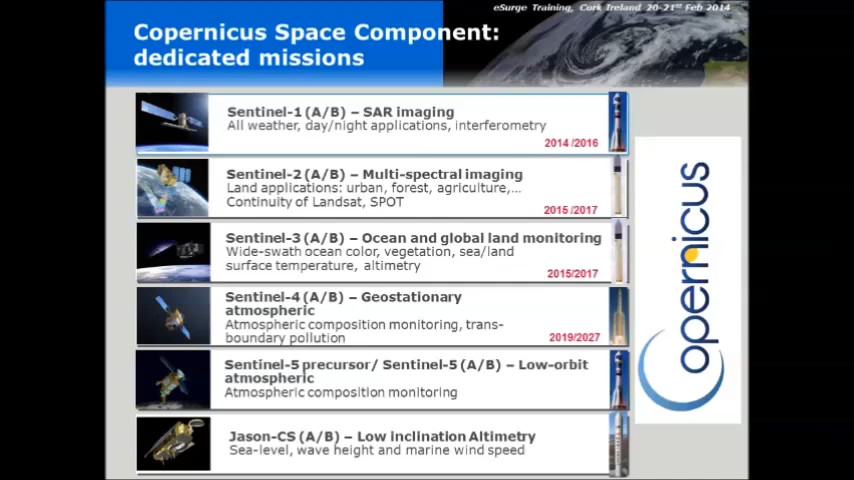 eSurge Training, Cork Ireland 20-21st Feb 2014
Copernicus Space Component:
dedicated missions
Sentinel-1 (A/B) – SAR imaging
All weather, day/night applications, interferometry
2014/2016
Sentinel-2 (A/B) – Multi-spectral imaging
Land applications: urban, forest, agriculture,...
Continuity of Landsat, SPOT
2015/2017
Sentinel-3 (A/B) – Ocean and global land monitoring
Wide-swath ocean color, vegetation, sea/land
surface temperature, altimetry
2015/2017
Sentinel-4 (A/B) – Geostationary
atmospheric
Atmospheric composition monitoring, trans-
boundary pollution
2019/2027
Sentinel-5 precursor/ Sentinel-5 (A/B) – Low-orbit
atmospheric
Atmospheric composition monitoring
Jason-CS (A/B) – Low inclination Altimetry
Sea-level, wave height and marine wind speed
opernicus